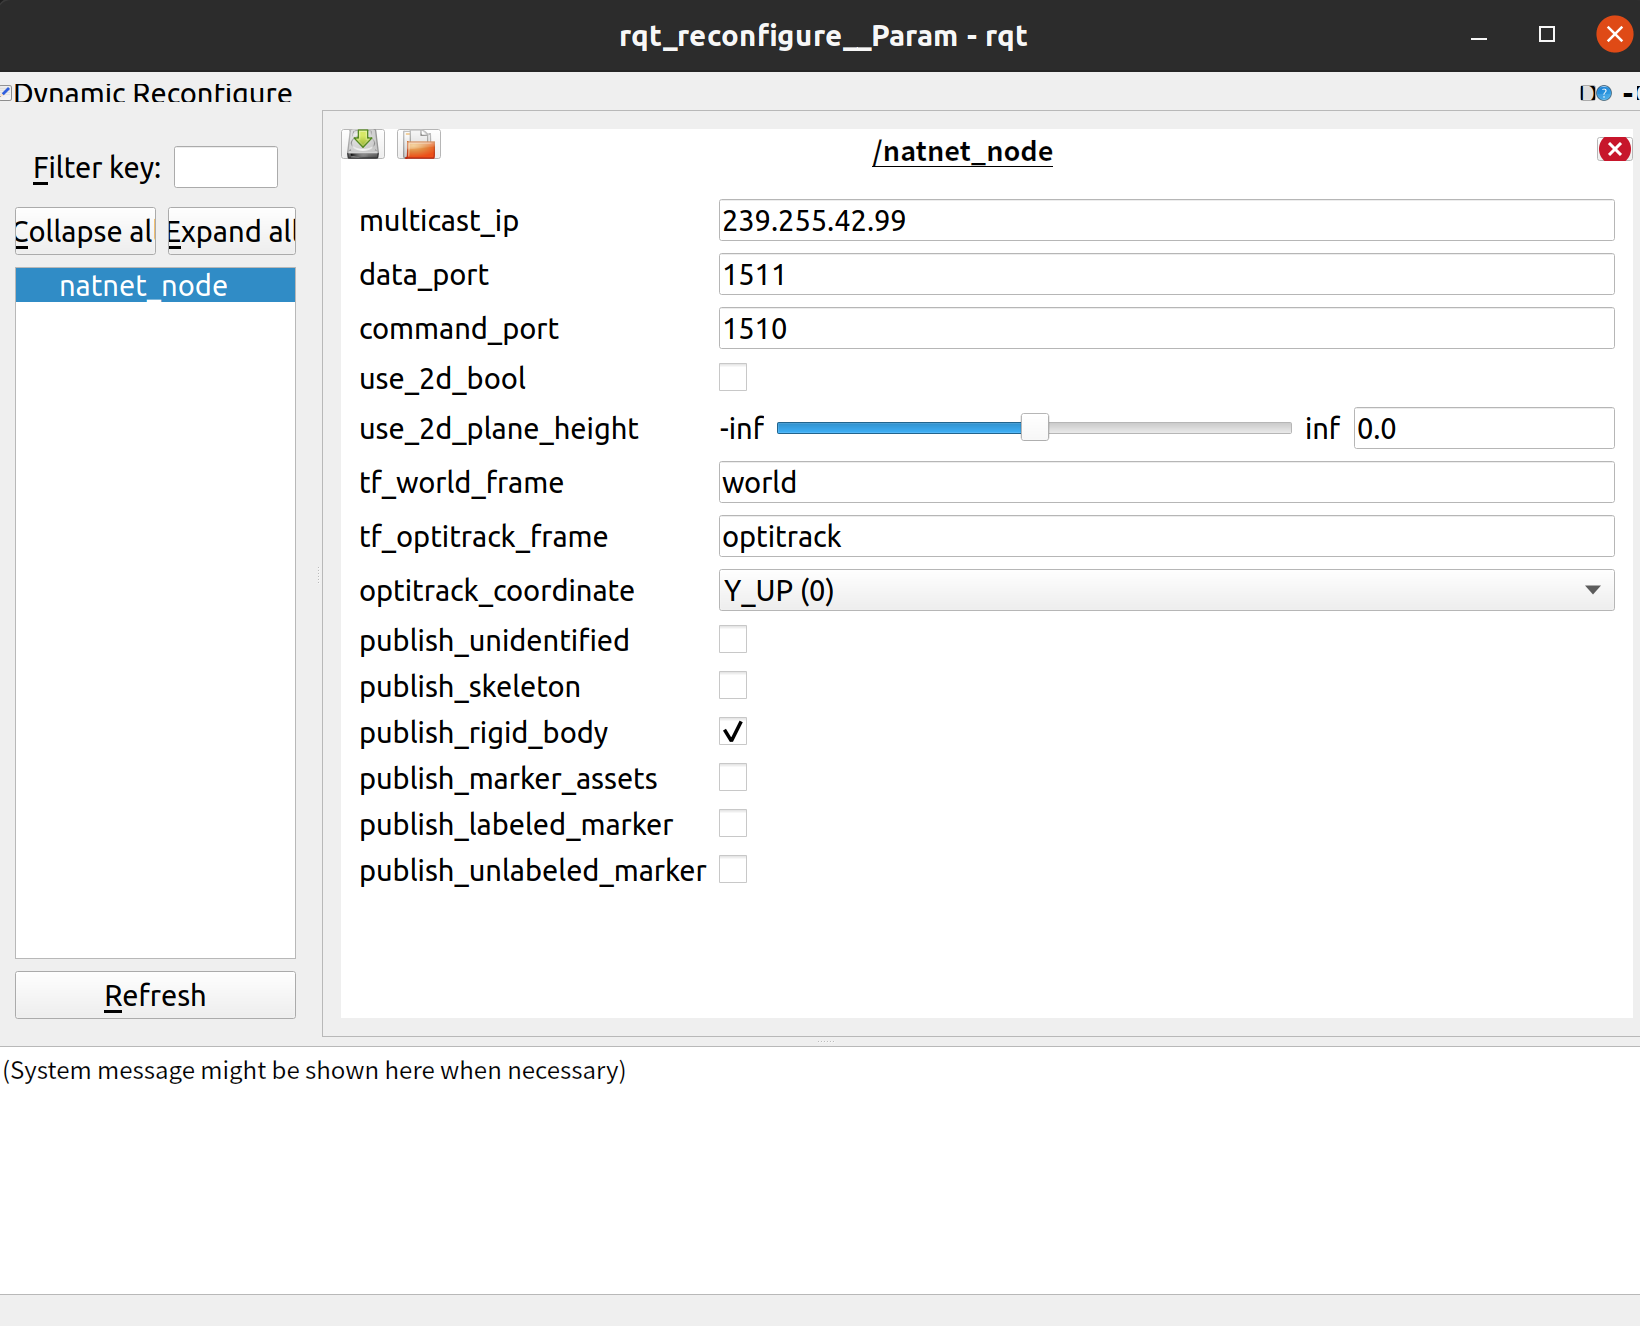 rqt_reconfigure__Param - rqt
Dynamic Reconfigure
Filter key:
Collapse all Expand all
natnet_node
Refresh
/natnet_node
multicast_ip 239.255.42.99
data_port 1511
command_port 1510
use_2d_bool
use_2d_plane_height -inf inf 0.0
tf_world_frame world
tf_optitrack_frame optitrack
optitrack_coordinate Y_UP (0)
publish_unidentified
publish_skeleton
publish_rigid_body
publish_marker_assets
publish_labeled_marker
publish_unlabeled_marker
(System message might be shown here when necessary)